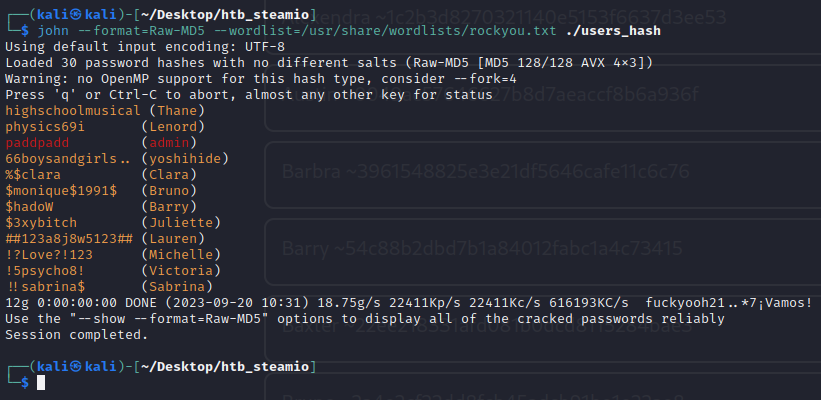 ┌──(kali㉿kali)-[~/Desktop/htb_steamio]
└─$ john --format=Raw-MD5 --wordlist=/usr/share/wordlists/rockyou.txt ./users_hash
Using default input encoding: UTF-8
Loaded 30 password hashes with no different salts (Raw-MD5 [MD5 128/128 AVX 4×3])
Warning: no OpenMP support for this hash type, consider --fork=4
Press 'q' or Ctrl-C to abort, almost any other key for status
highschoolmusical (Thane)
physics69i (Lenord)
paddpadd (admin)
66boysandgirls.. (yoshihide)
%$clara (Clara)
$monique$1991$ (Bruno)
$hadoW (Barry)
$3xybitch (Juliette)
##123a8j8w5123## (Lauren)
!?Love?!123 (Michelle)
!5psycho8! (Victoria)
!!sabrina$ (Sabrina)
12g 0:00:00:00 DONE (2023-09-20 10:31) 18.75g/s 22411Kp/s 22411Kc/s 616193KC/s fuckyooh21..*7¡Vamos!
Use the "--show --format=Raw-MD5" options to display all of the cracked passwords reliably
Session completed.
┌──(kali㉿kali)-[~/Desktop/htb_steamio]
└─$
Barbra ~3961548825e3e21df5646cafe11c6c76
Barry ~54c88b2dbd7b1a84012fabc1a4c73415